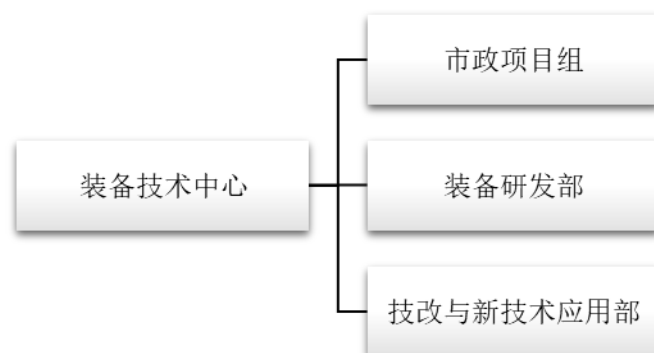 市政项目组
装备技术中心
装备研发部
技改与新技术应用部